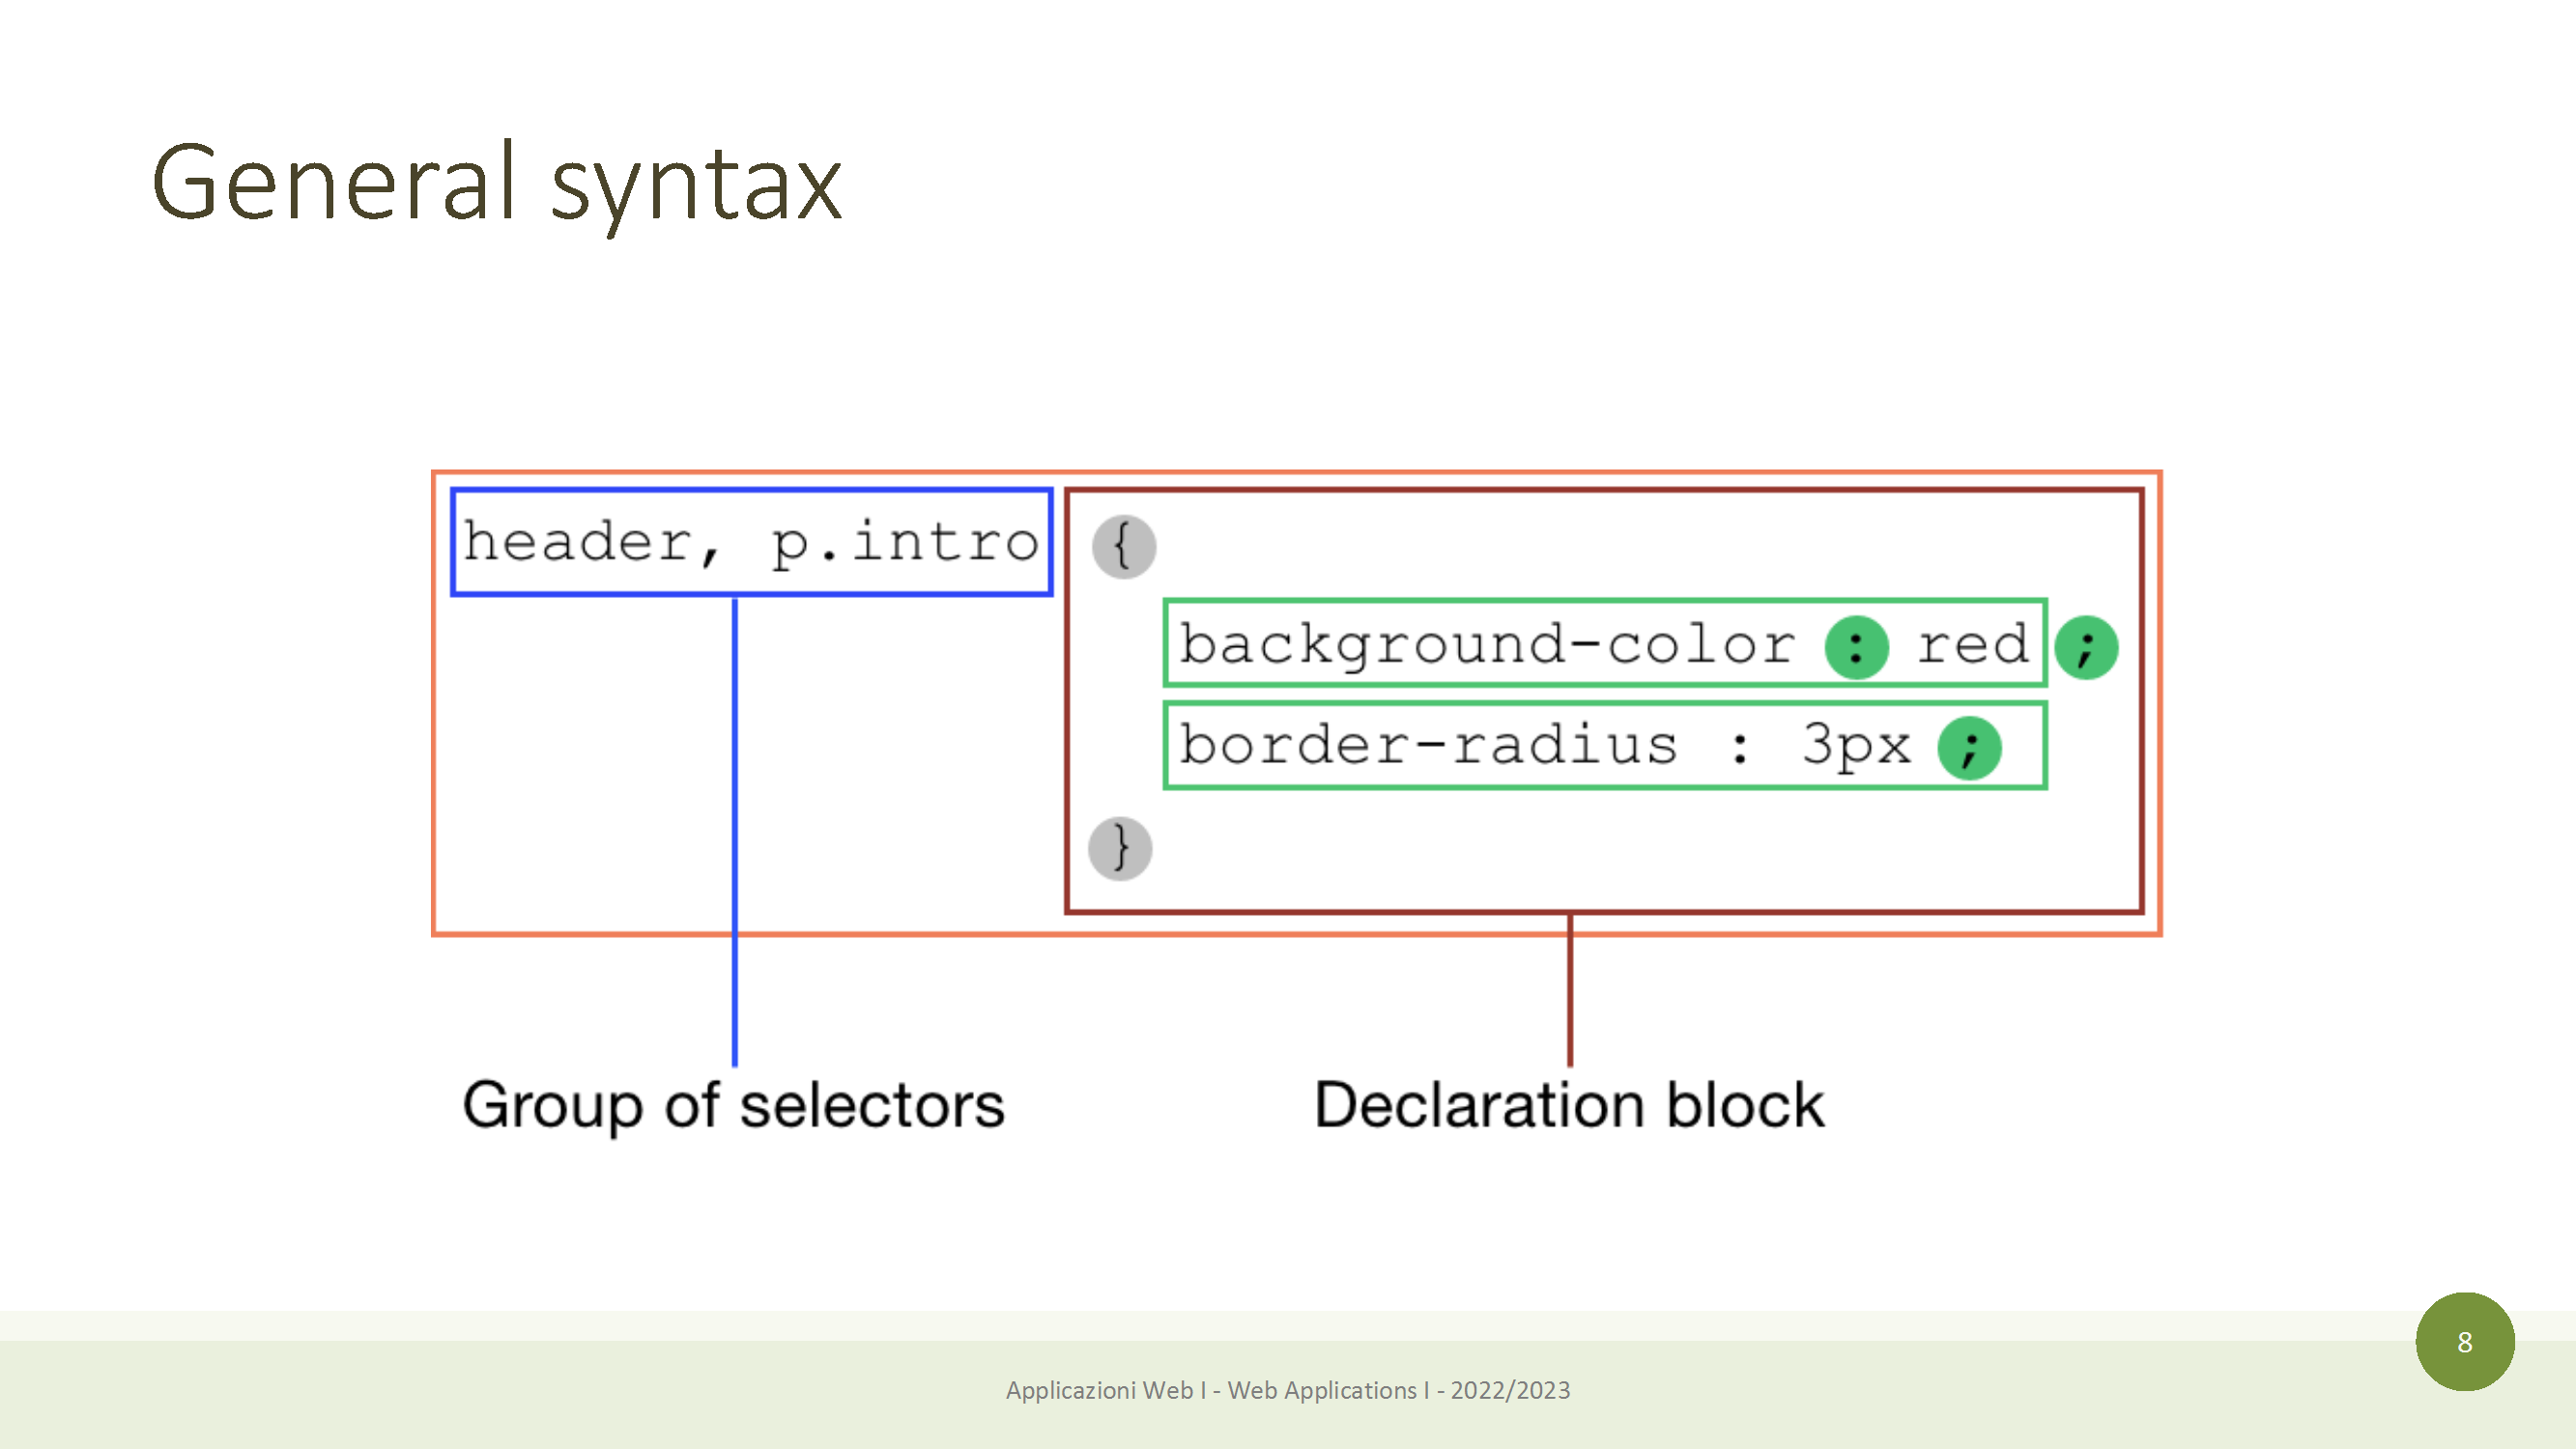 General syntax
header, p.intro {
background-color : red ;
border-radius : 3px ;
}
Group of selectors
Declaration block
8
Applicazioni Web I - Web Applications I - 2022/2023